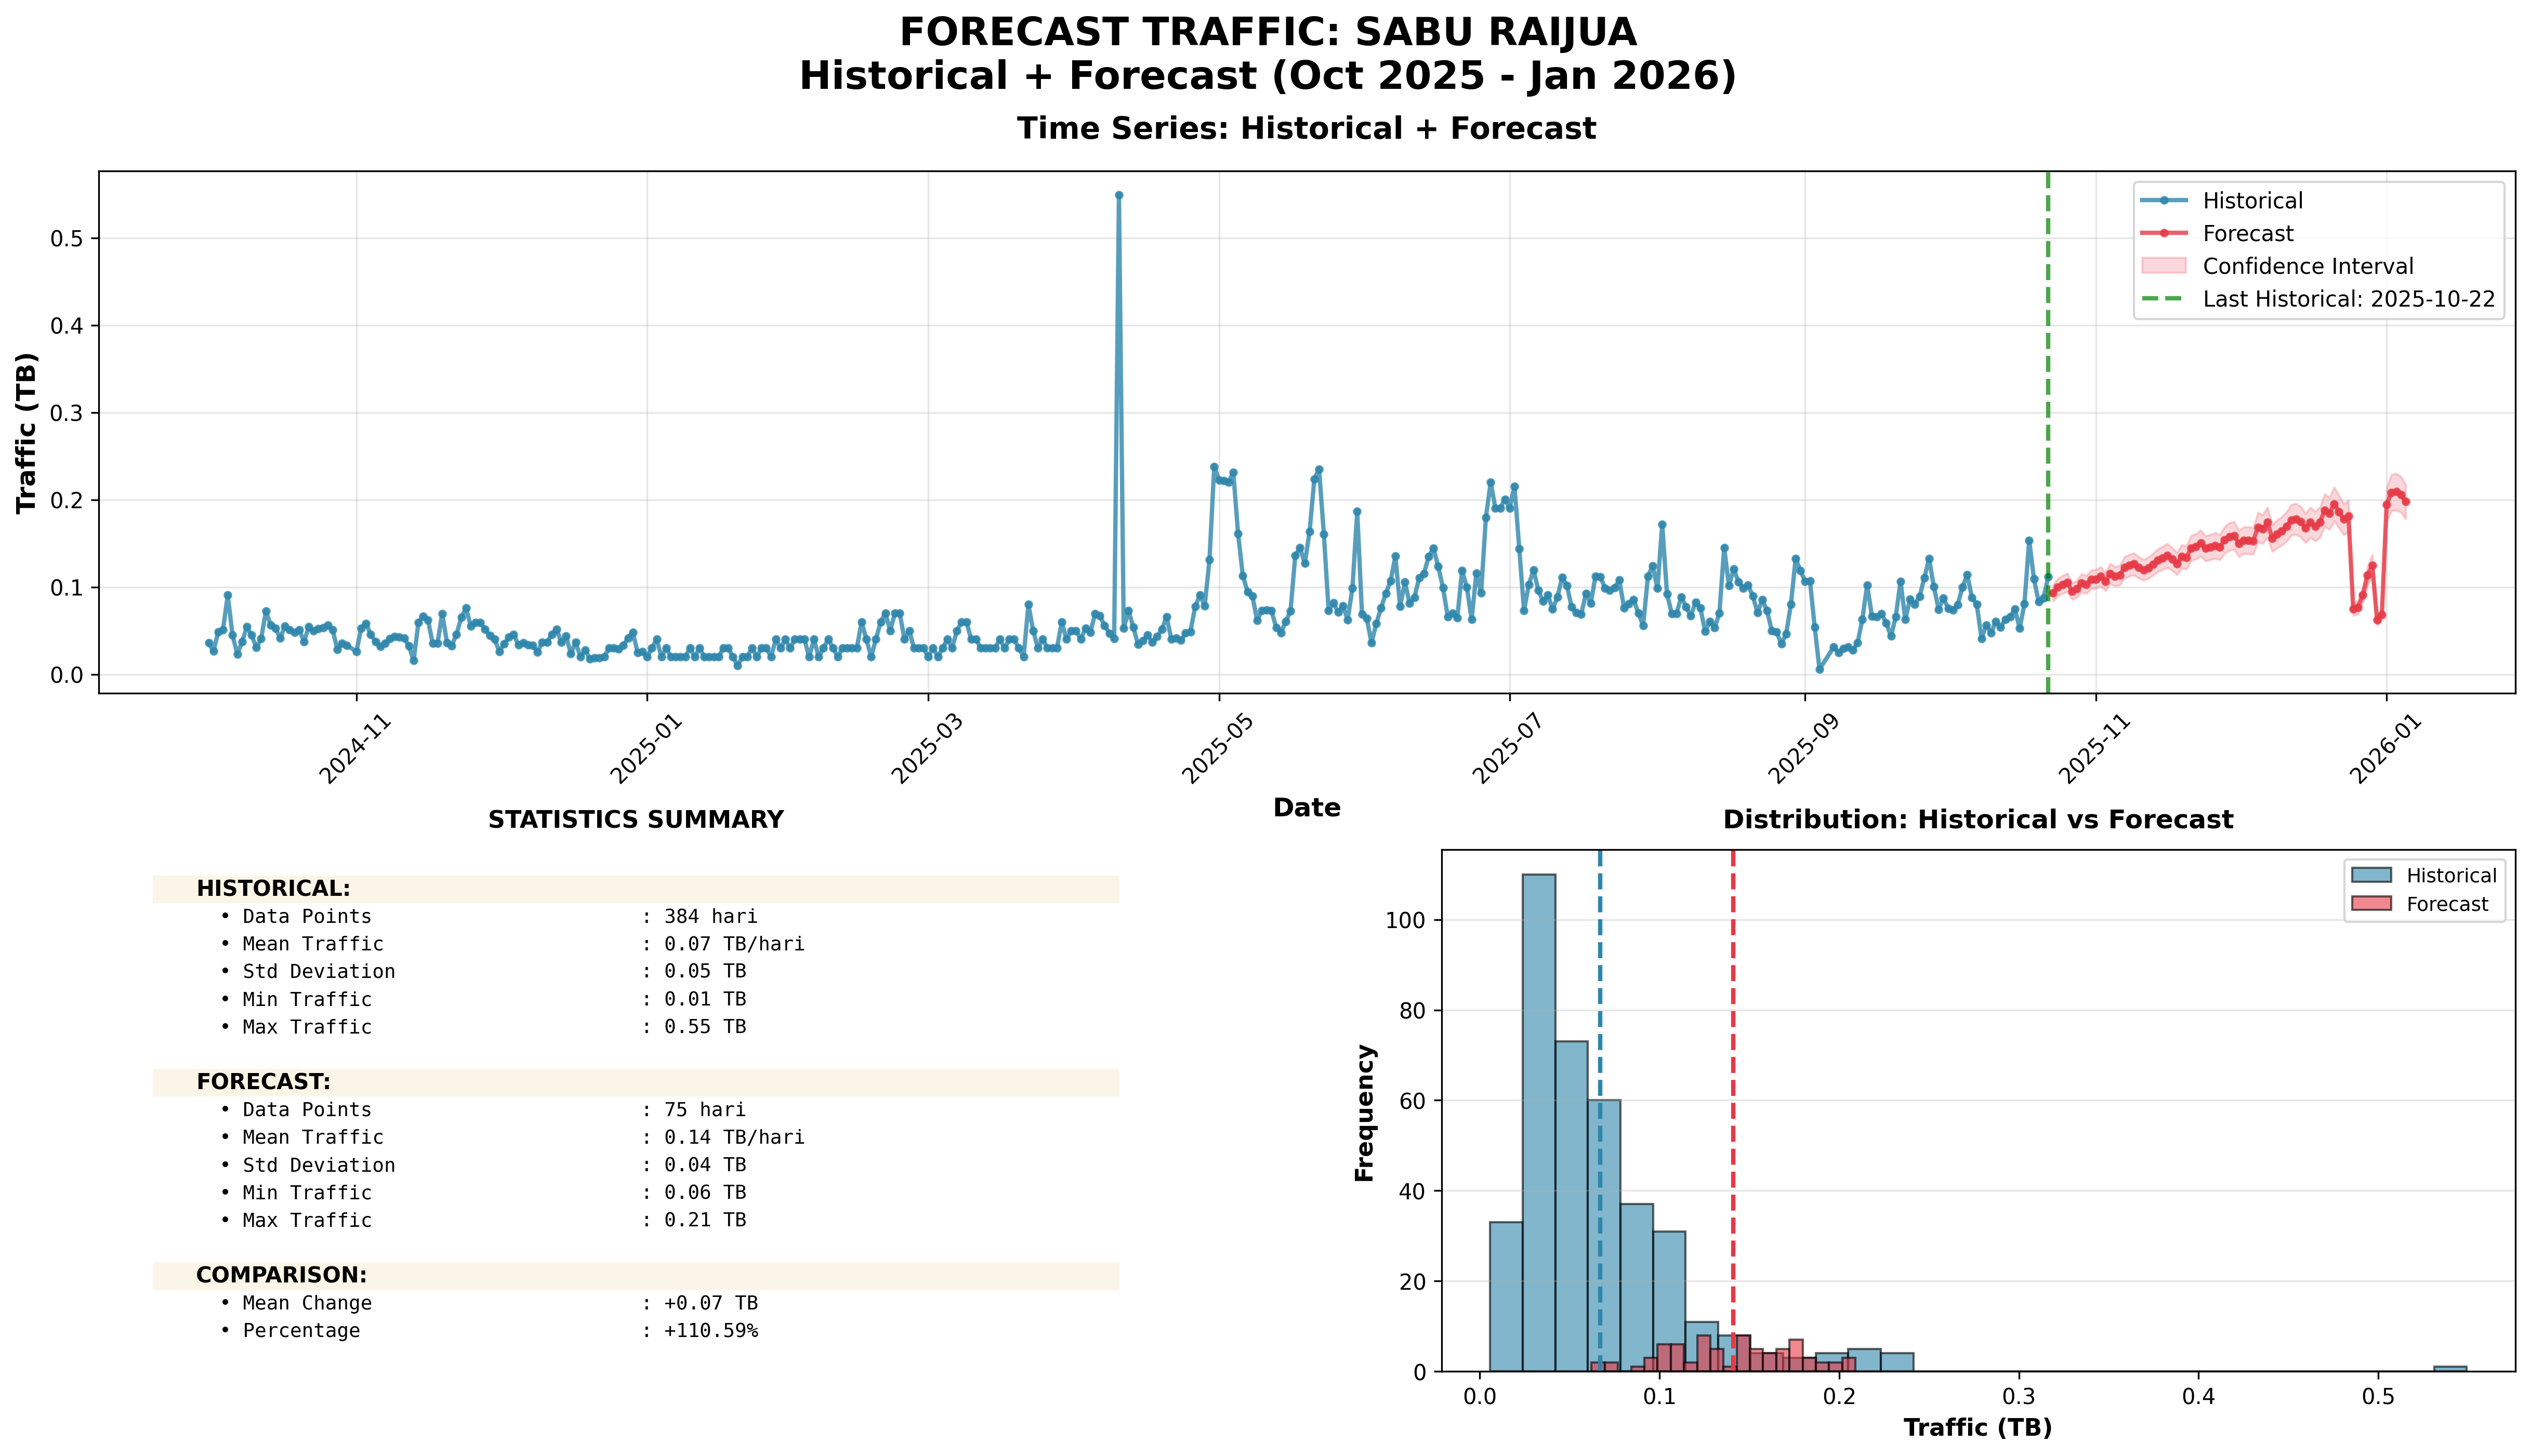 FORECAST TRAFFIC: SABU RAIJUA
Historical + Forecast (Oct 2025 - Jan 2026)
Time Series: Historical + Forecast
Traffic (TB)
0.5
0.4
0.3
0.2
0.1
0.0
Historical
Forecast
Confidence Interval
Last Historical: 2025-10-22
2024-11
2025-01
2025-03
2025-05
2025-07
2025-09
2025-11
2026-01
Date
STATISTICS SUMMARY
HISTORICAL:
• Data Points : 384 hari
• Mean Traffic : 0.07 TB/hari
• Std Deviation : 0.05 TB
• Min Traffic : 0.01 TB
• Max Traffic : 0.55 TB
FORECAST:
• Data Points : 75 hari
• Mean Traffic : 0.14 TB/hari
• Std Deviation : 0.04 TB
• Min Traffic : 0.06 TB
• Max Traffic : 0.21 TB
COMPARISON:
• Mean Change : +0.07 TB
• Percentage : +110.59%
Distribution: Historical vs Forecast
Frequency
100
80
60
40
20
0
Historical
Forecast
0.0
0.1
0.2
0.3
0.4
0.5
Traffic (TB)